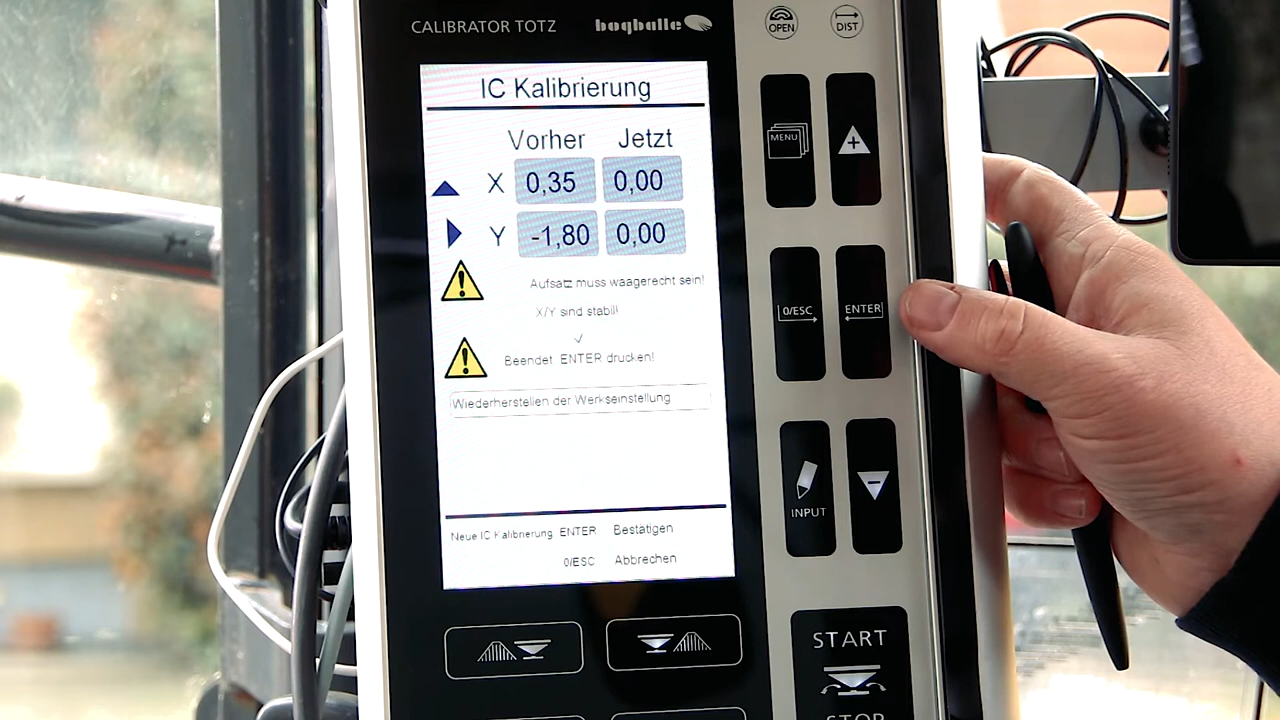 CALIBRATOR TOTZ
bogballe
OPEN
DIST
IC Kalibrierung
Vorher Jetzt
X 0,35 0,00
Y -1,80 0,00
Aufsatz muss waagerecht sein!
X/Y sind stabil!
Beendet ENTER drucken!
Wiederherstellen der Werkseinstellung
Neue IC Kalibrierung ENTER Bestätigen
0/ESC Abbrechen
MENU
+
0/ESC
ENTER
INPUT
-
START
STOP